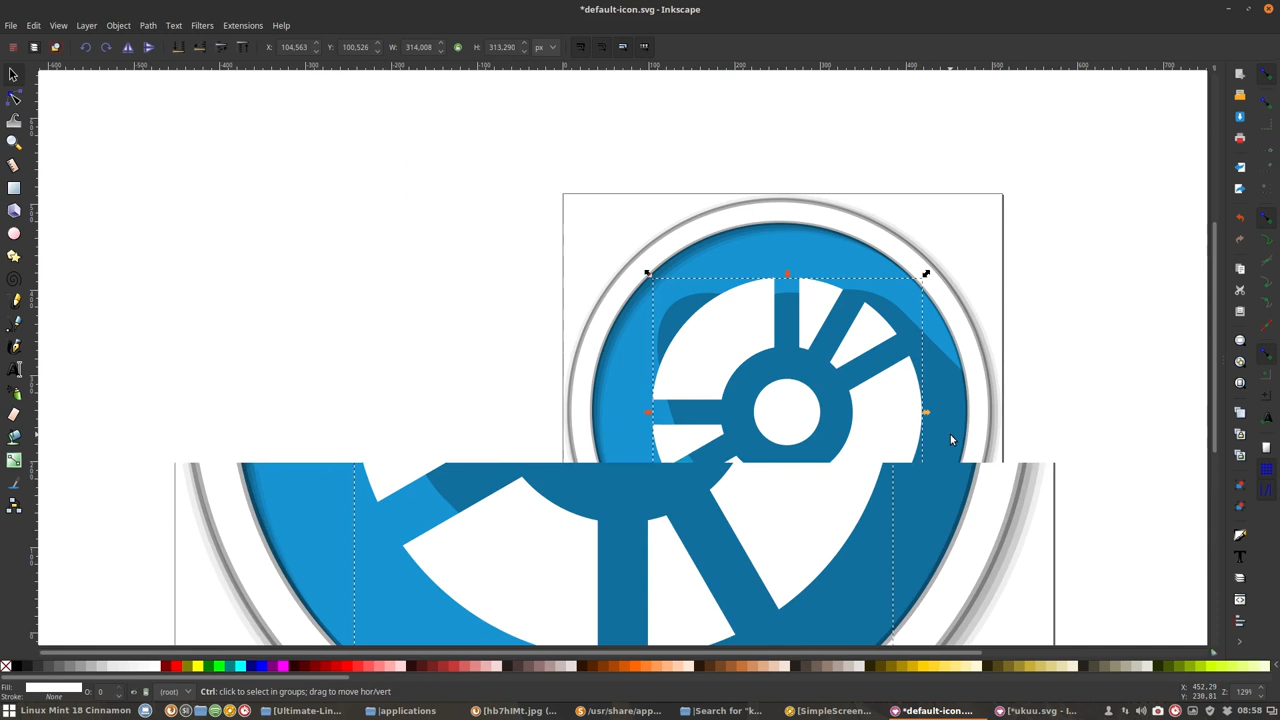 *default-icon.svg - Inkscape
File Edit View Layer Object Path Text Filters Extensions Help
X: 104,563 Y: 100,526 W: 314,008 H: 313,290 px
Fill:
Stroke: None O: 0 (root) Ctrl: click to select in groups; drag to move hor/vert X: 452,29 Y: 230,81 Z: 129%
Linux Mint 18 Cinnamon [Ultimate-Lin... |applications [hb7hIMt.jpg (... /usr/share/app... [Search for "k... [SimpleScreen... *default-icon.... [*ukuu.svg - I... 08:58